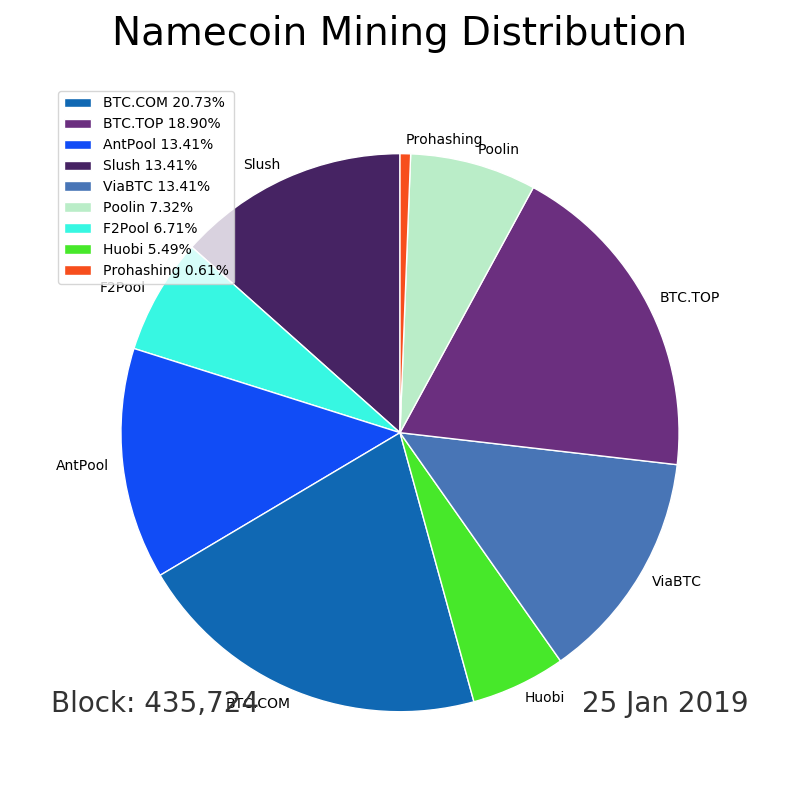 Namecoin Mining Distribution
BTC.COM 20.73%
BTC.TOP 18.90%
AntPool 13.41%
Slush 13.41%
ViaBTC 13.41%
Poolin 7.32%
F2Pool 6.71%
Huobi 5.49%
Prohashing 0.61%
Prohashing
Poolin
Slush
F2Pool
BTC.TOP
AntPool
ViaBTC
Huobi
BTC.COM
Block: 435,724
25 Jan 2019